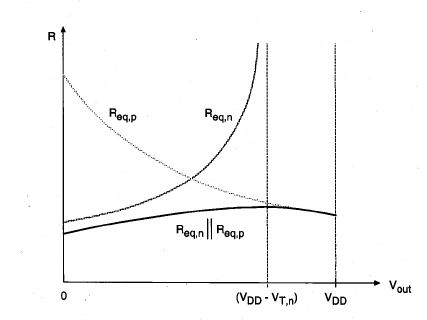 R
Req,p
Req,n
Req,n || Req,p
Vout
0
(VDD - VT,n)
VDD